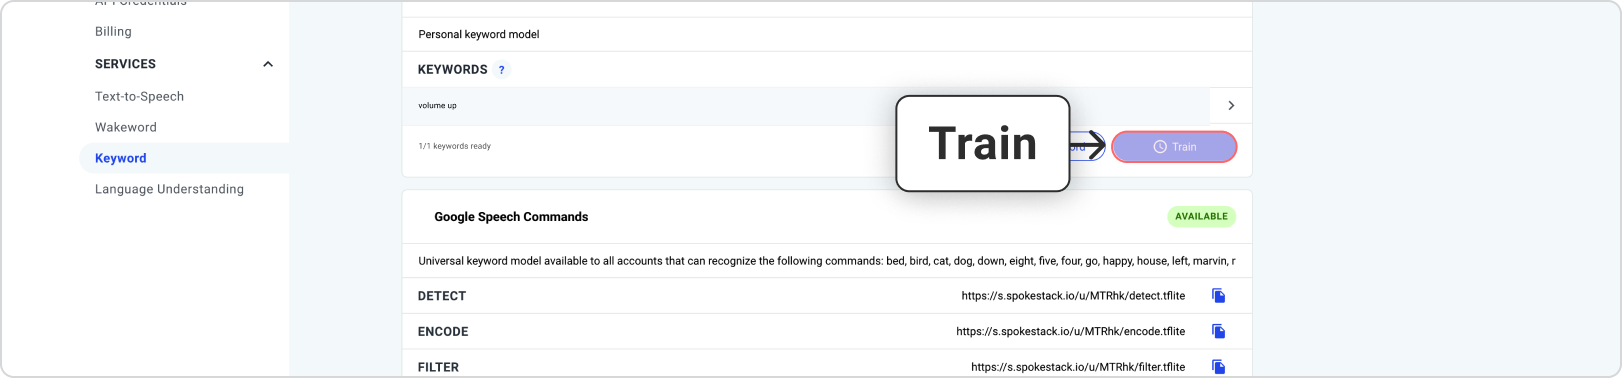 API Credentials
Billing
SERVICES
Text-to-Speech
Wakeword
Keyword
Language Understanding
Personal keyword model
KEYWORDS ?
volume up
1/1 keywords ready
Train
Train
Google Speech Commands
AVAILABLE
Universal keyword model available to all accounts that can recognize the following commands: bed, bird, cat, dog, down, eight, five, four, go, happy, house, left, marvin, r
DETECT
https://s.spokestack.io/u/MTRhk/detect.tflite
ENCODE
https://s.spokestack.io/u/MTRhk/encode.tflite
FILTER
https://s.spokestack.io/u/MTRhk/filter.tflite